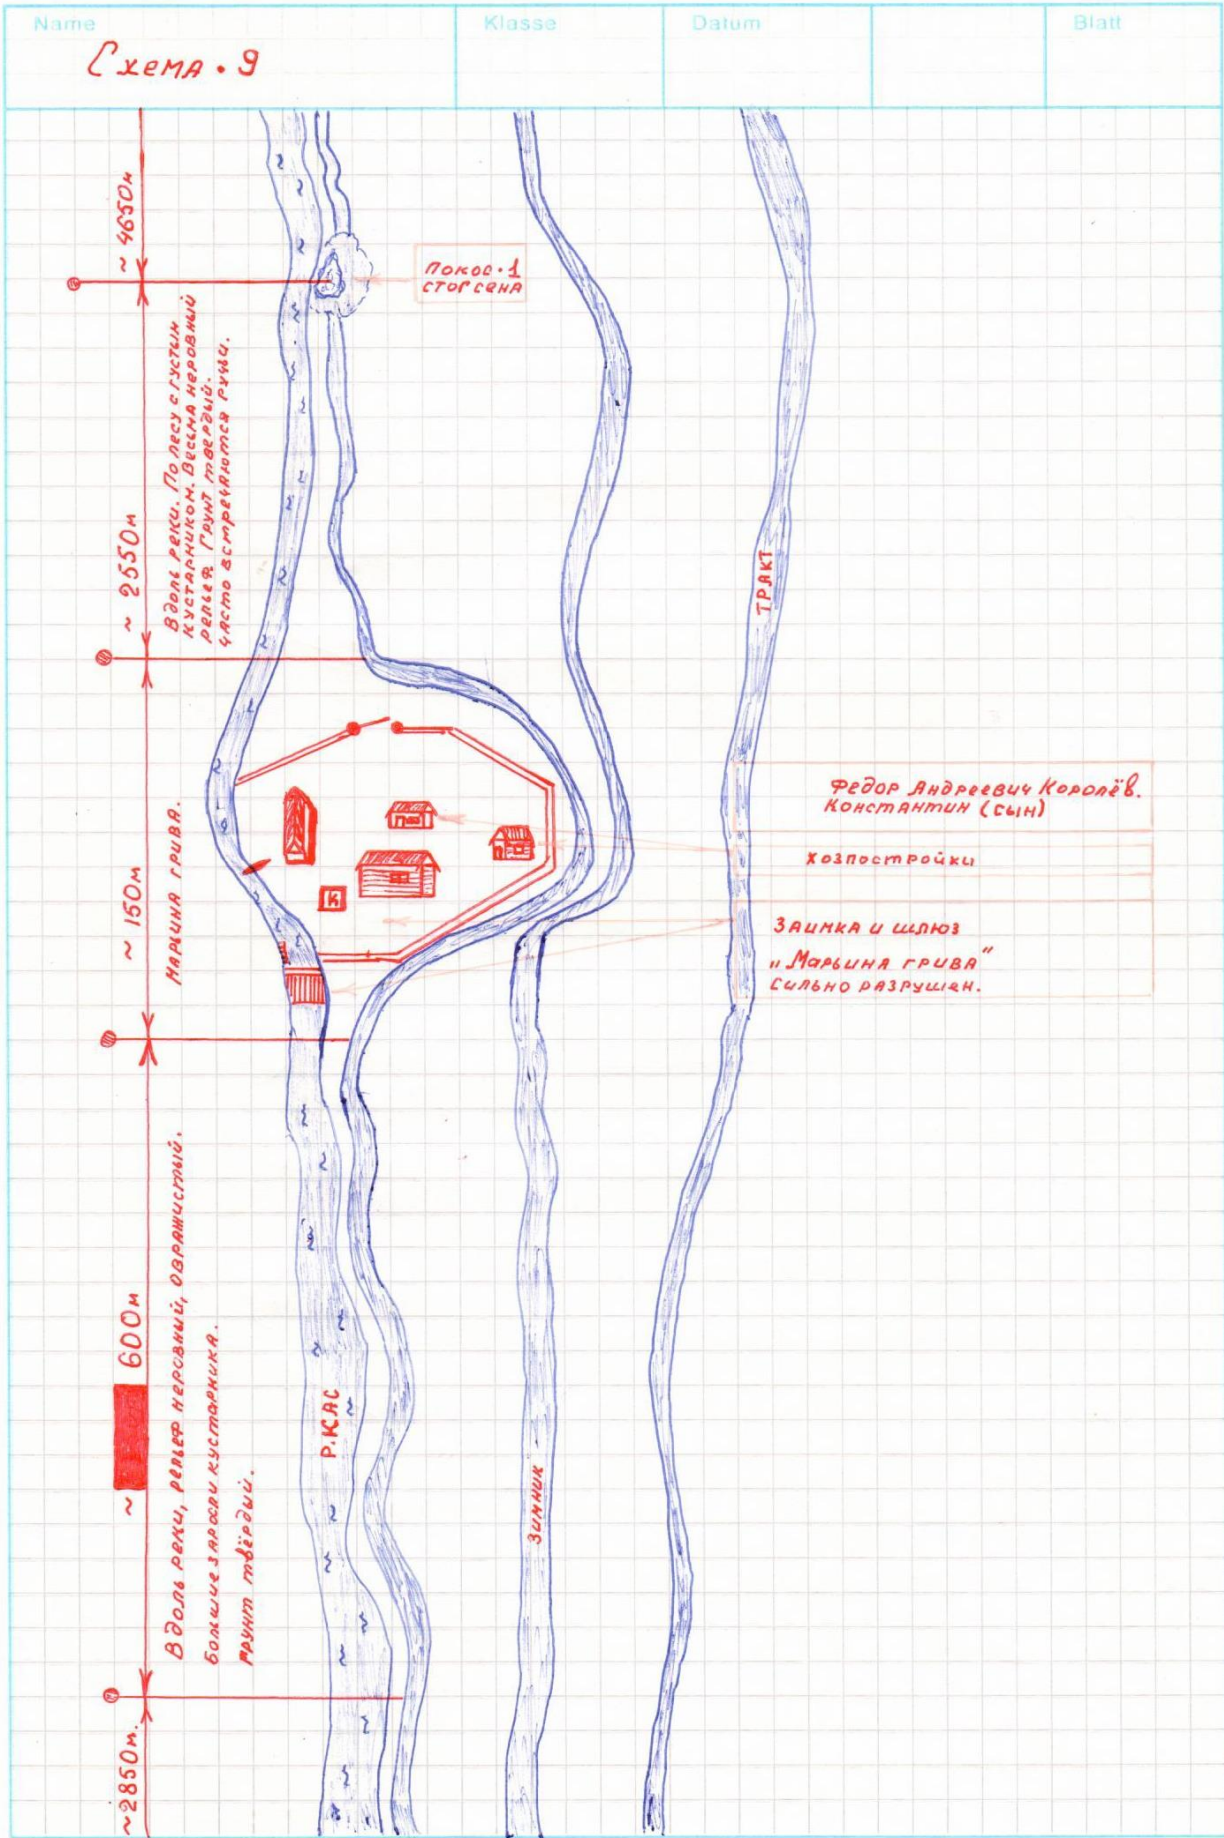 Name
Klasse
Datum
Blatt
Схема • 9
~ 4650м
покос • 1
стог сена
~ 2550м
Вдоль реки. По лесу с густым
кустарником. Весьма неровный
рельеф. Грунт твердый.
часто встречаются ручьи.
ТРАКТ
Федор Андреевич Королёв.
Константин (сын)
хозпостройки
Заимка и шлюз
„Марьина грива”
сильно разрушен.
~ 150м
Марьина грива.
К
~ 600м
Вдоль реки, рельеф неровный, овражистый.
Большие заросли кустарника.
грунт твёрдый.
Р. КАС
ЗИМНИК
~2850м.